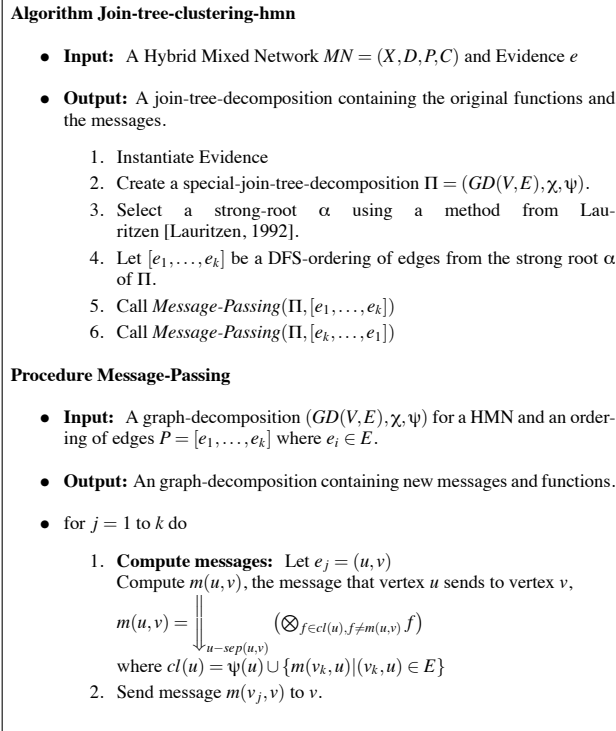 Algorithm Join-tree-clustering-hmn
• Input: A Hybrid Mixed Network MN = (X,D,P,C) and Evidence e
• Output: A join-tree-decomposition containing the original functions and
the messages.
1. Instantiate Evidence
2. Create a special-join-tree-decomposition Π = (GD(V,E),χ,ψ).
3. Select a strong-root α using a method from Lau-
ritzen [Lauritzen, 1992].
4. Let [e₁,...,eₖ] be a DFS-ordering of edges from the strong root α
of Π.
5. Call Message-Passing(Π,[e₁,...,eₖ])
6. Call Message-Passing(Π,[eₖ,...,e₁])
Procedure Message-Passing
• Input: A graph-decomposition (GD(V,E),χ,ψ) for a HMN and an order-
ing of edges P = [e₁,...,eₖ] where eᵢ ∈ E.
• Output: An graph-decomposition containing new messages and functions.
• for j = 1 to k do
1. Compute messages: Let eⱼ = (u,v)
Compute m(u,v), the message that vertex u sends to vertex v,
m(u,v) = ⇓_{u−sep(u,v)} (⊗_{f∈cl(u),f≠m(u,v)} f)
where cl(u) = ψ(u) ∪ {m(vₖ,u)|(vₖ,u) ∈ E}
2. Send message m(vⱼ,v) to v.